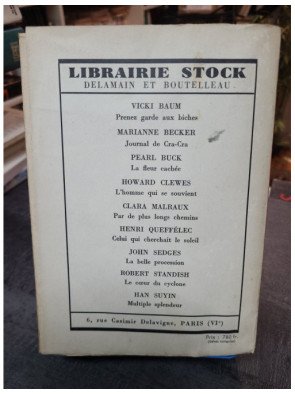 LIBRAIRIE STOCK
DELAMAIN ET BOUTELLEAU
VICKI BAUM
Prenez garde aux biches
MARIANNE BECKER
Journal de Cra-Cra
PEARL BUCK
La fleur cachée
HOWARD CLEWES
L'homme qui se souvient
CLARA MALRAUX
Par de plus longs chemins
HENRI QUEFFÉLEC
Celui qui cherchait le soleil
JOHN SEDGES
La belle procession
ROBERT STANDISH
Le cœur du cyclone
HAN SUYIN
Multiple splendeur
6, rue Casimir Delavigne, PARIS (VIe)
Prix : 780 fr.